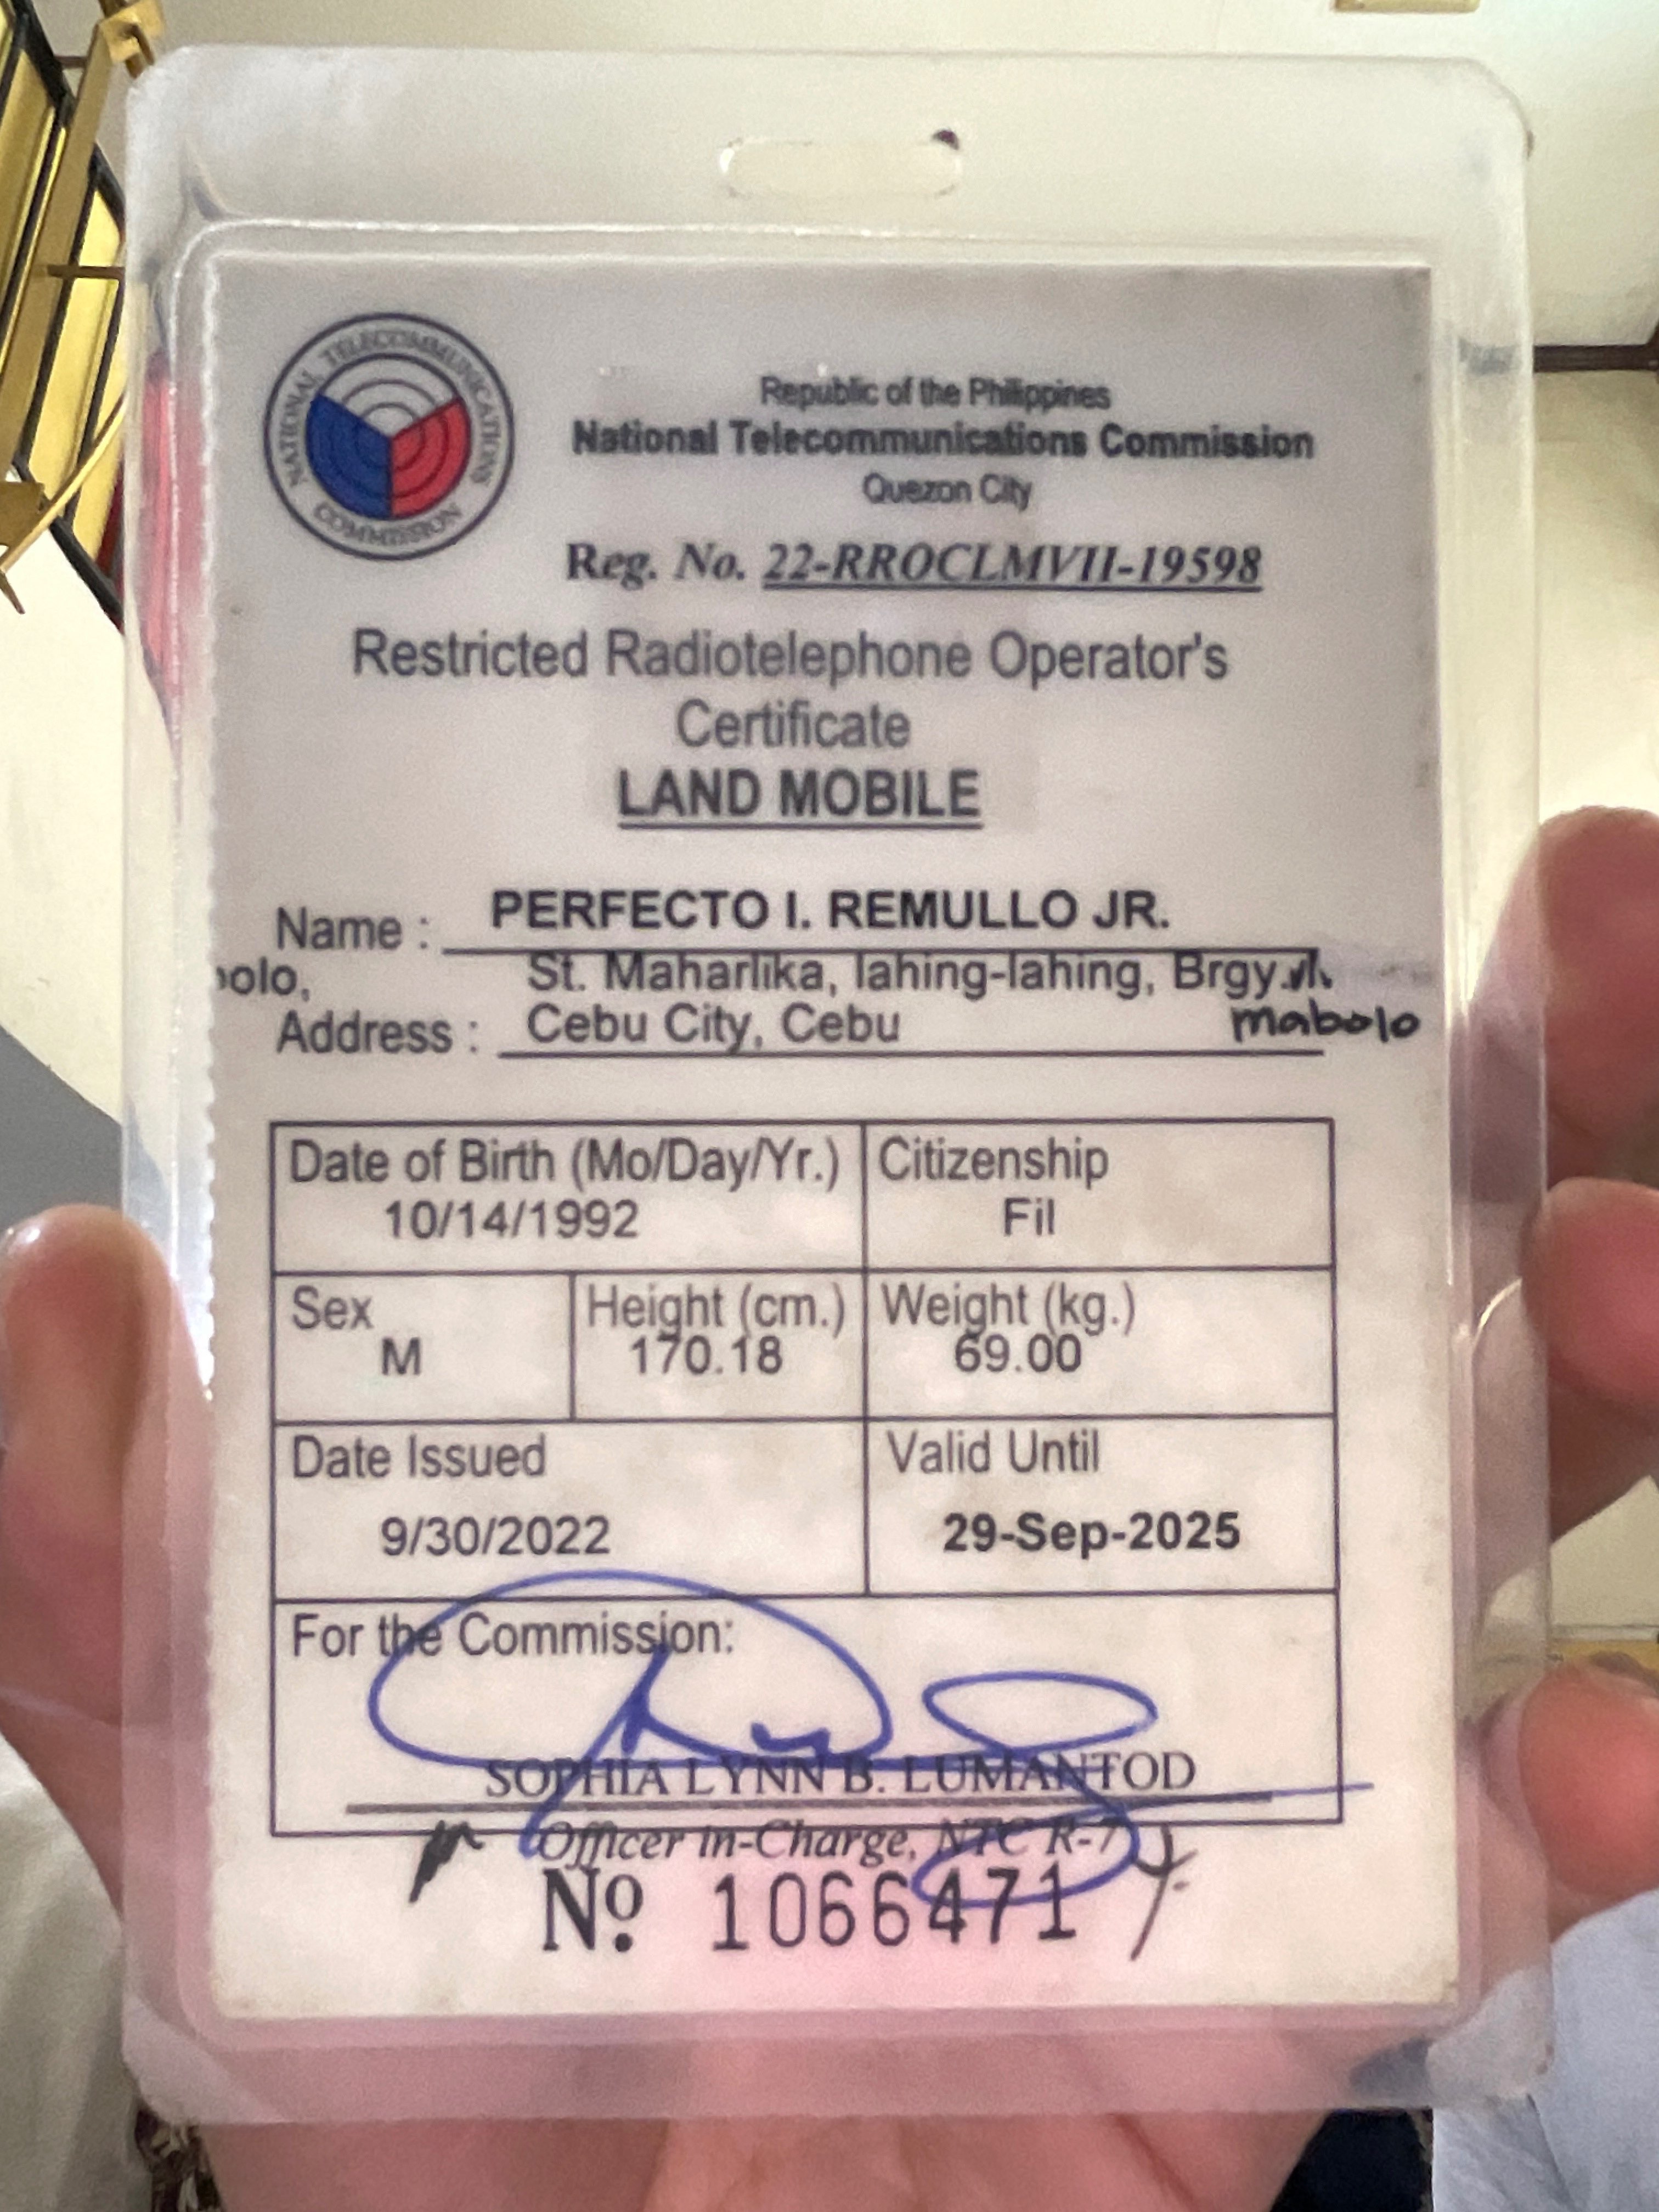 NATIONAL TELECOMMUNICATIONS COMMISSION
Republic of the Philippines
National Telecommunications Commission
Quezon City
Reg. No. 22-RROCLMVII-19598
Restricted Radiotelephone Operator's
Certificate
LAND MOBILE
Name : PERFECTO I. REMULLO JR.
olo, St. Maharlika, lahing-lahing, Brgy.
Address : Cebu City, Cebu mabolo
Date of Birth (Mo/Day/Yr.) Citizenship
10/14/1992 Fil
Sex Height (cm.) Weight (kg.)
M 170.18 69.00
Date Issued Valid Until
9/30/2022 29-Sep-2025
For the Commission:
SOPHIA LYNN B. LUMANTOD
Officer in-Charge, NTC R-7
No. 1066471